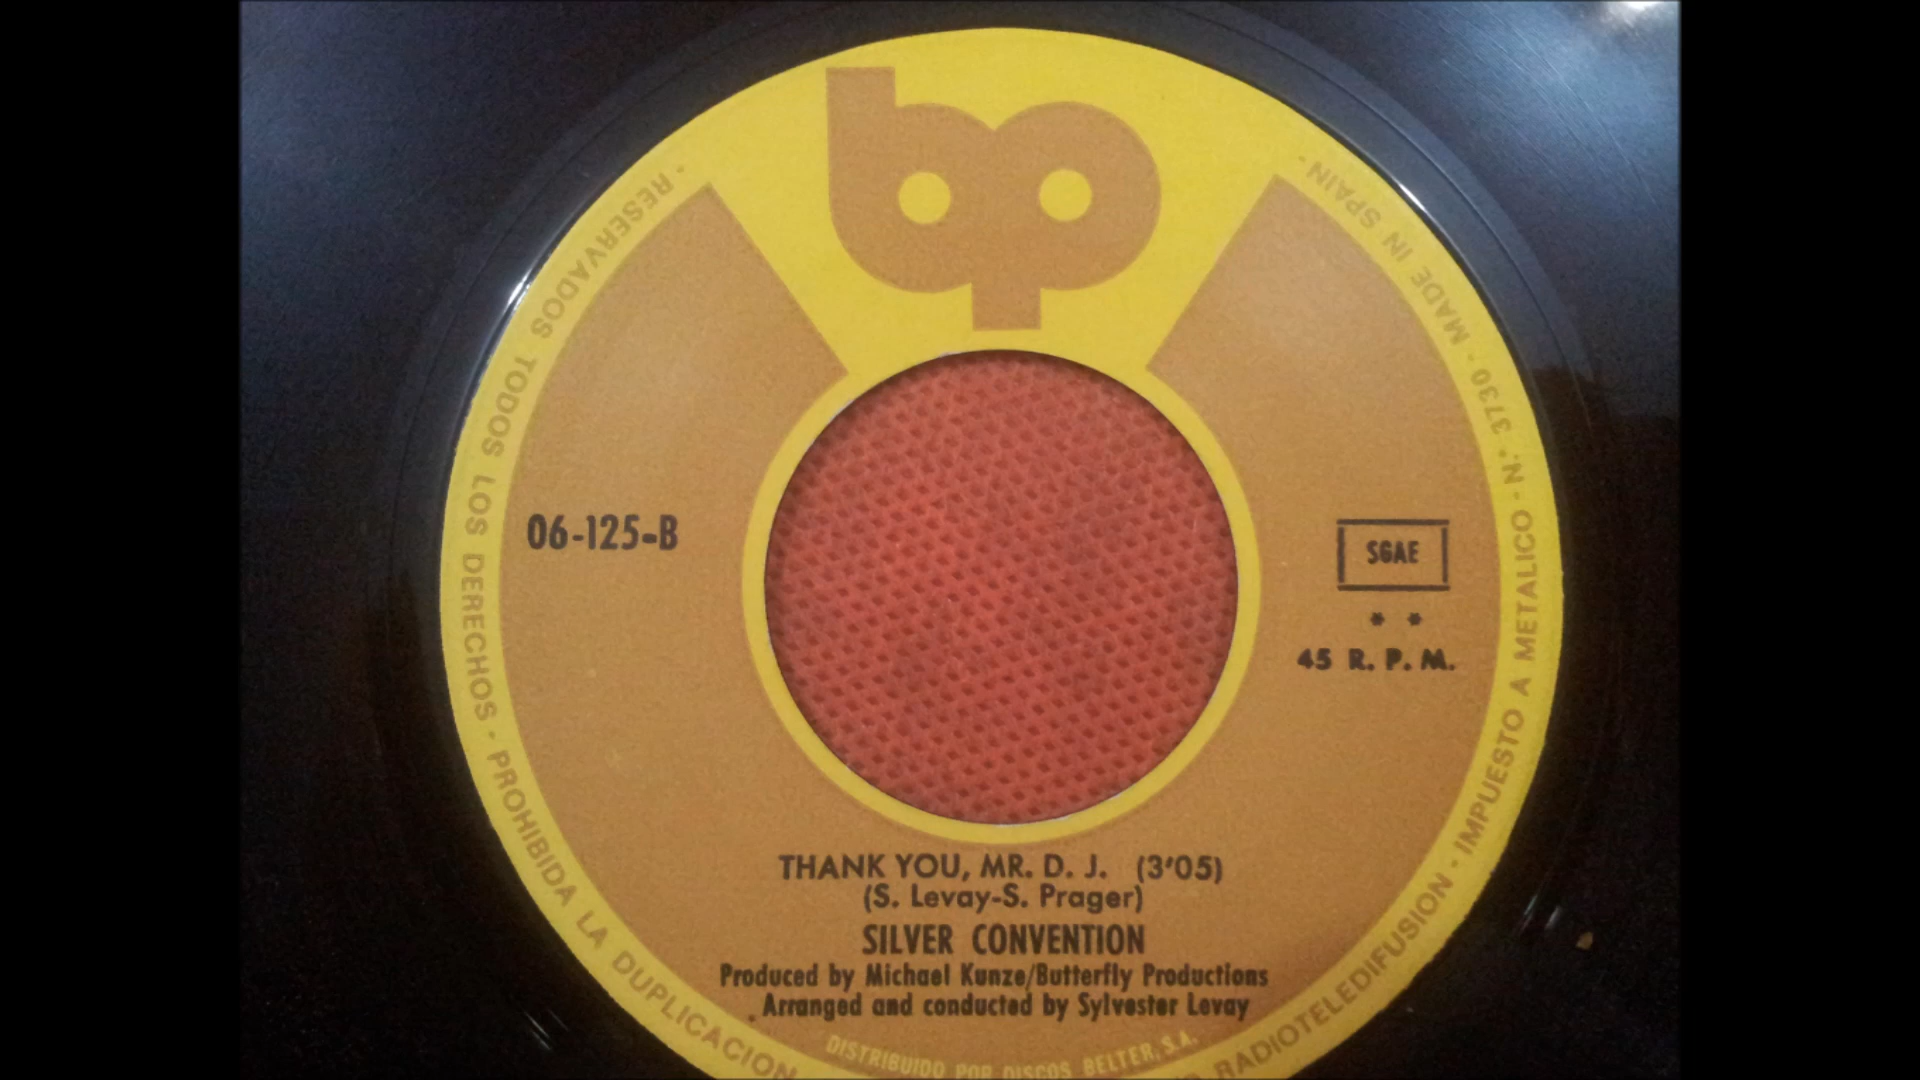 bp
· RESERVADOS TODOS LOS DERECHOS · PROHIBIDA LA DUPLICACION
RADIOTELEDIFUSION · IMPUESTO A METALICO · N.° 3730 · MADE IN SPAIN ·
06-125-B
SGAE
* *
45 R. P. M.
THANK YOU, MR. D. J. (3'05)
(S. Levay-S. Prager)
SILVER CONVENTION
Produced by Michael Kunze/Butterfly Productions
Arranged and conducted by Sylvester Levay
DISTRIBUIDO POR DISCOS BELTER, S.A.